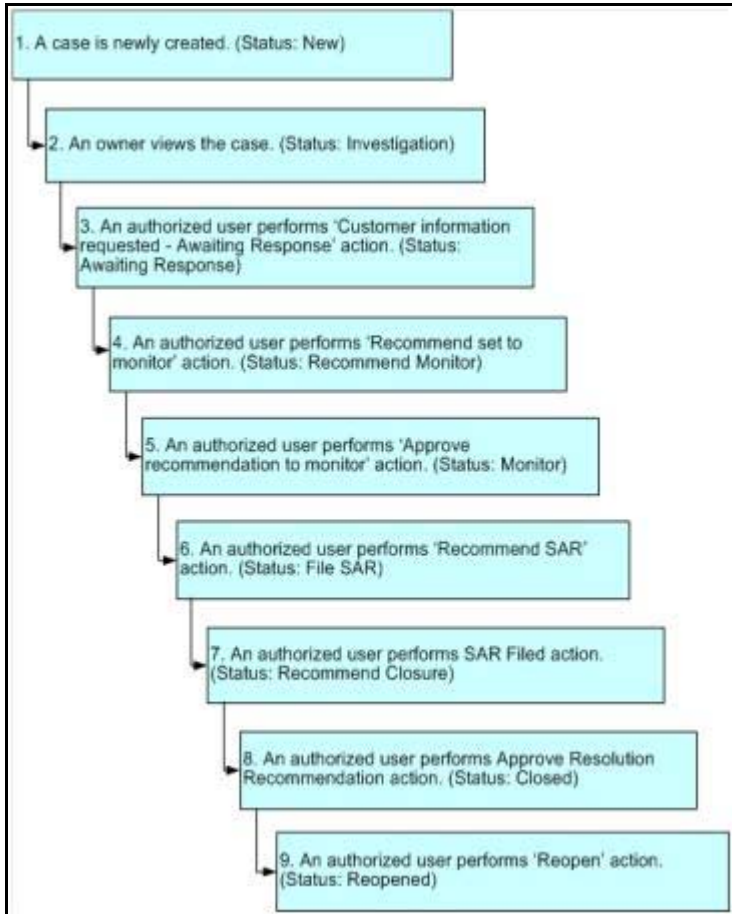 1. A case is newly created. (Status: New)
2. An owner views the case. (Status: Investigation)
3. An authorized user performs ‘Customer information
requested - Awaiting Response’ action. (Status:
Awaiting Response)
4. An authorized user performs ‘Recommend set to
monitor’ action. (Status: Recommend Monitor)
5. An authorized user performs ‘Approve
recommendation to monitor’ action. (Status: Monitor)
6. An authorized user performs ‘Recommend SAR’
action. (Status: File SAR)
7. An authorized user performs SAR Filed action.
(Status: Recommend Closure)
8. An authorized user performs Approve Resolution
Recommendation action. (Status: Closed)
9. An authorized user performs ‘Reopen’ action.
(Status: Reopened)